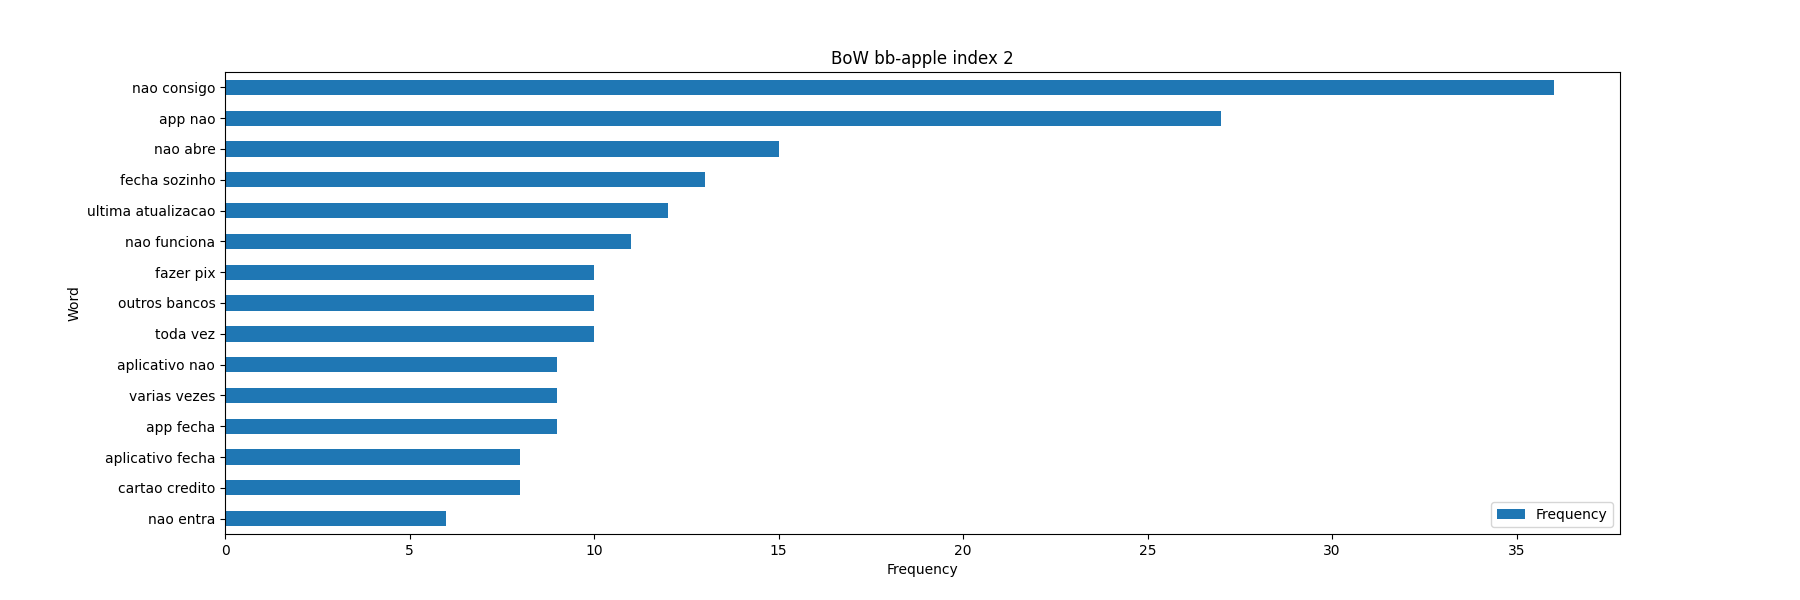 BoW bb-apple index 2
Word
nao consigo
app nao
nao abre
fecha sozinho
ultima atualizacao
nao funciona
fazer pix
outros bancos
toda vez
aplicativo nao
varias vezes
app fecha
aplicativo fecha
cartao credito
nao entra
Frequency
0 5 10 15 20 25 30 35
Frequency